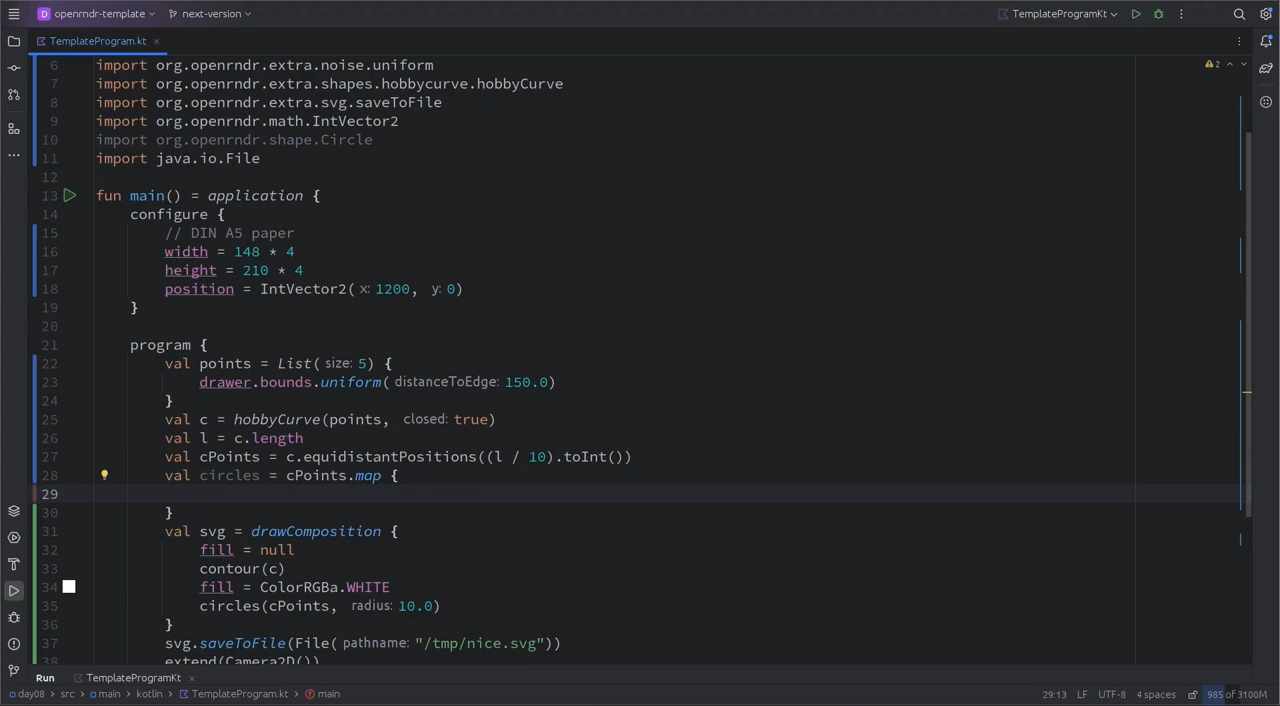 D openrndr-template next-version TemplateProgramKt
TemplateProgram.kt
6 import org.openrndr.extra.noise.uniform
7 import org.openrndr.extra.shapes.hobbycurve.hobbyCurve
8 import org.openrndr.extra.svg.saveToFile
9 import org.openrndr.math.IntVector2
10 import org.openrndr.shape.Circle
11 import java.io.File
12
13 fun main() = application {
14 configure {
15 // DIN A5 paper
16 width = 148 * 4
17 height = 210 * 4
18 position = IntVector2( x: 1200, y: 0)
19 }
20
21 program {
22 val points = List( size: 5) {
23 drawer.bounds.uniform( distanceToEdge: 150.0)
24 }
25 val c = hobbyCurve(points, closed: true)
26 val l = c.length
27 val cPoints = c.equidistantPositions((l / 10).toInt())
28 val circles = cPoints.map {
29
30 }
31 val svg = drawComposition {
32 fill = null
33 contour(c)
34 fill = ColorRGBa.WHITE
35 circles(cPoints, radius: 10.0)
36 }
37 svg.saveToFile(File( pathname: "/tmp/nice.svg"))
38 extend(Camera2D())
2
Run TemplateProgramKt
day08 src main kotlin TemplateProgram.kt main 29:13 LF UTF-8 4 spaces 985 of 3100M